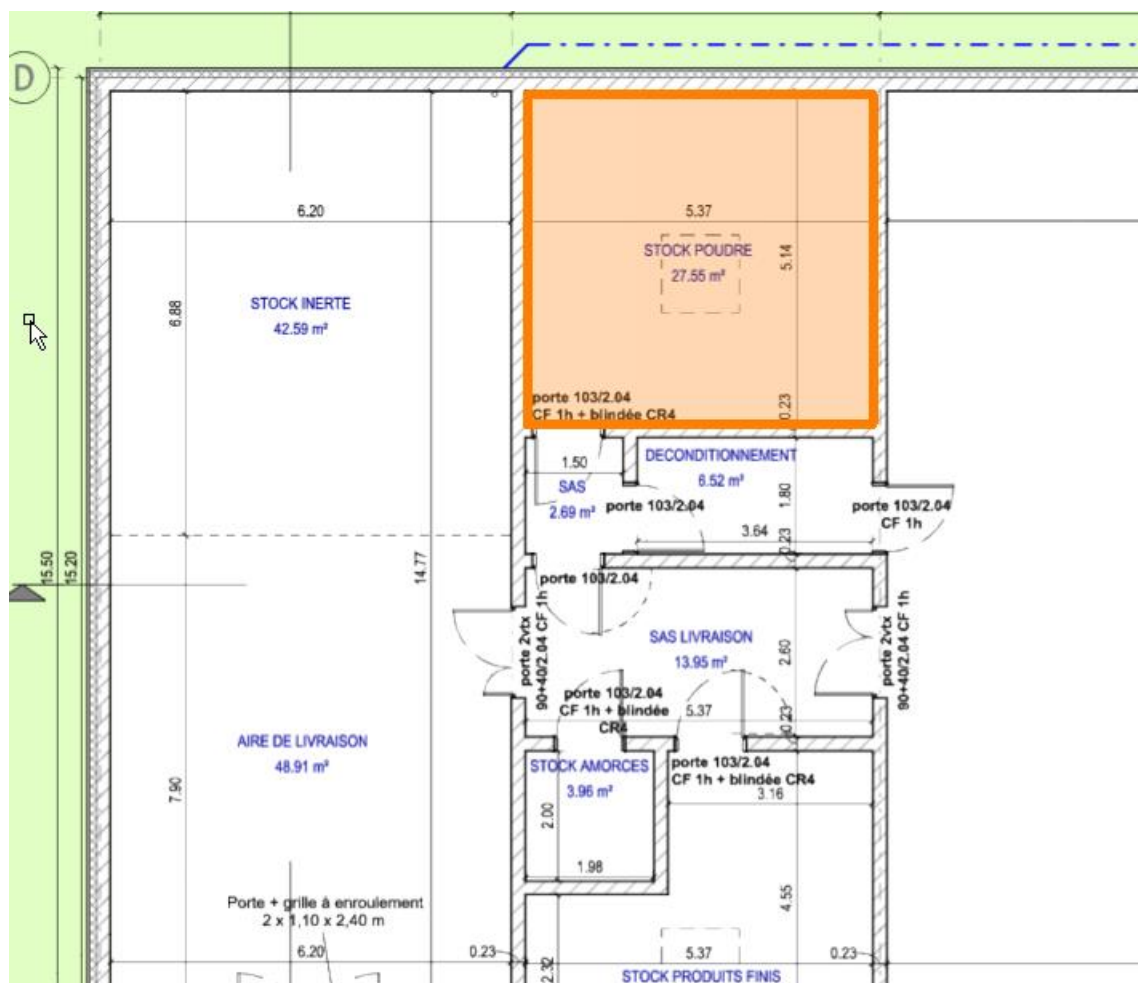 D
6.20
5.37
STOCK POUDRE
27.55 m²
5.14
6.88
STOCK INERTE
42.59 m²
porte 103/2.04
CF 1h + blindée CR4
0.23
1.50
DECONDITIONNEMENT
6.52 m²
SAS
2.69 m²
porte 103/2.04
1.80
porte 103/2.04
CF 1h
3.64
0.23
15.50
15.20
14.77
porte 103/2.04
porte 2vtx
90+40/2.04 CF 1h
SAS LIVRAISON
13.95 m²
2.60
porte 2vtx
90+40/2.04 CF 1h
porte 103/2.04
CF 1h + blindée
CR4
5.37
0.23
AIRE DE LIVRAISON
48.91 m²
7.90
STOCK AMORCES
3.96 m²
porte 103/2.04
CF 1h + blindée CR4
3.16
2.00
1.98
4.55
Porte + grille à enroulement
2 x 1,10 x 2,40 m
6.20
0.23
2.32
5.37
0.23
STOCK PRODUITS FINIS